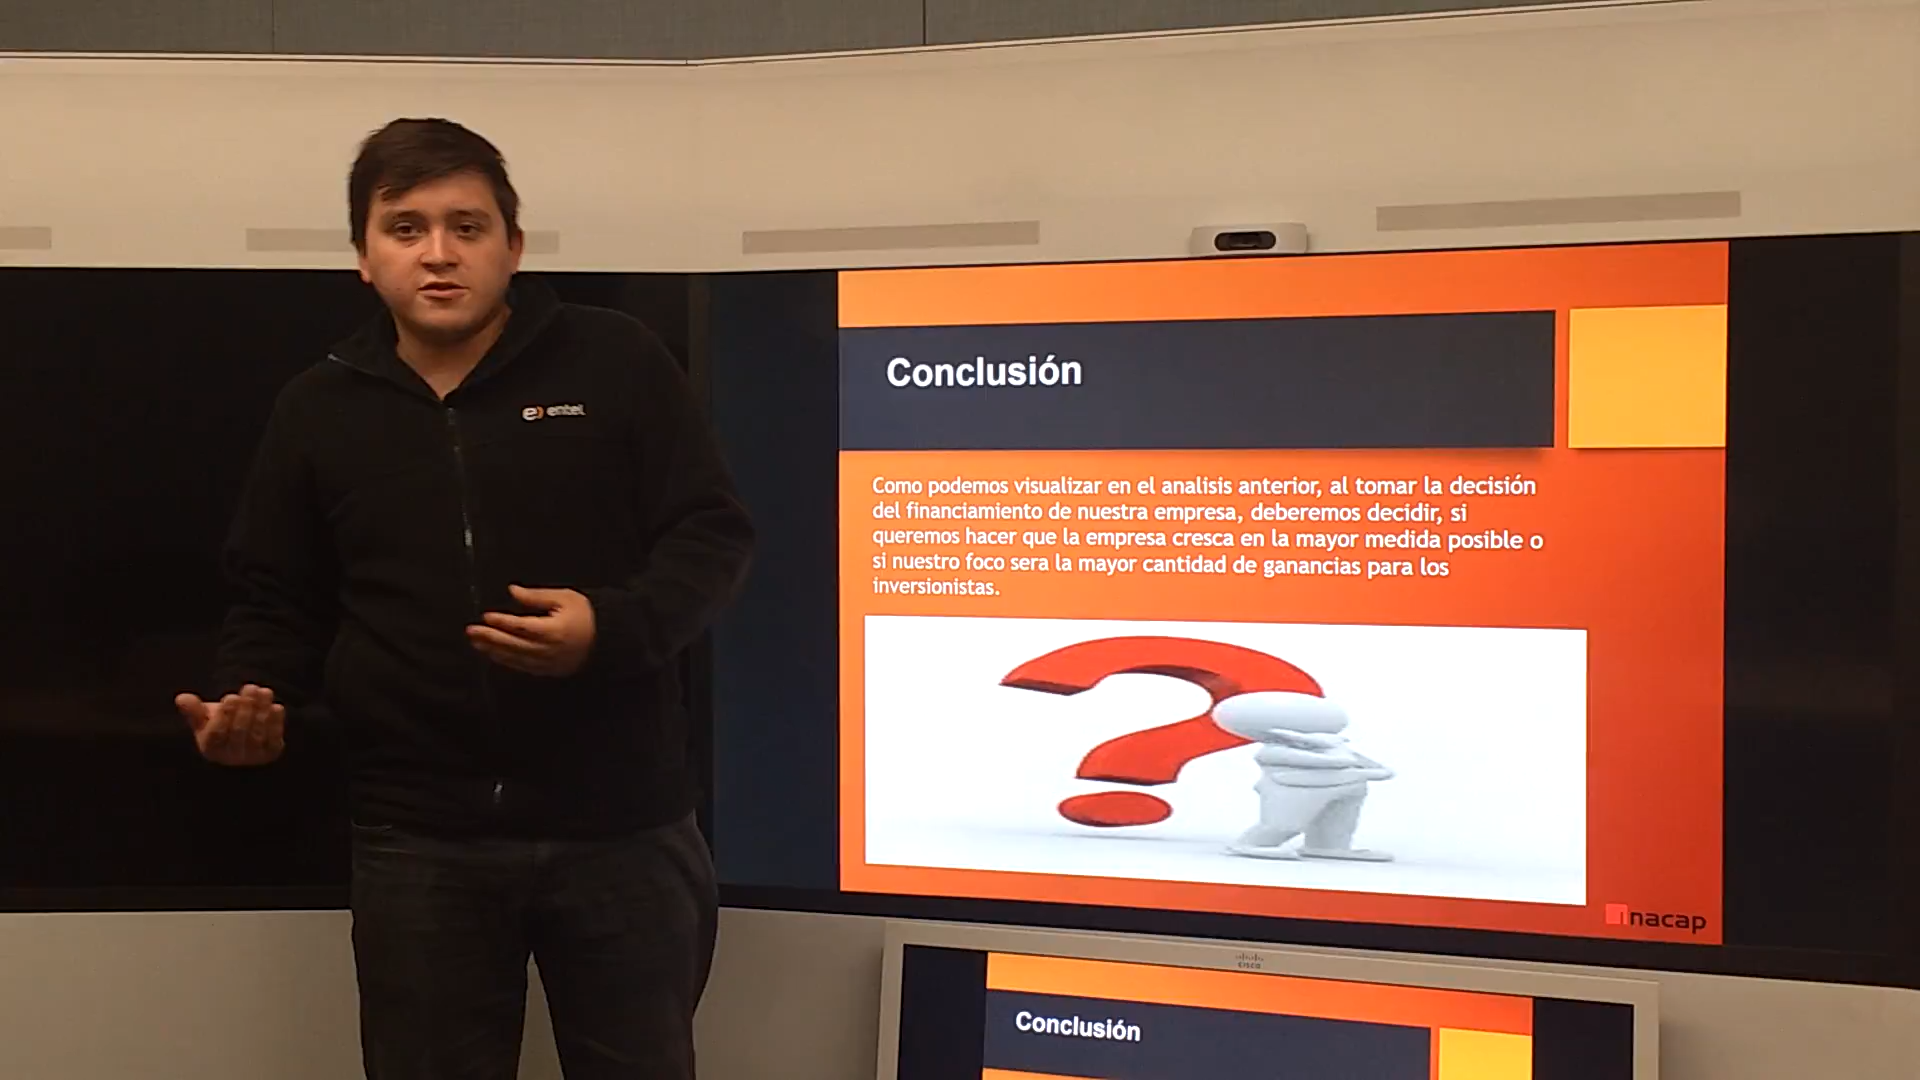 entel
Conclusión
Como podemos visualizar en el analisis anterior, al tomar la decisión
del financiamiento de nuestra empresa, deberemos decidir, si
queremos hacer que la empresa cresca en la mayor medida posible o
si nuestro foco sera la mayor cantidad de ganancias para los
inversionistas.
inacap
cisco
Conclusión